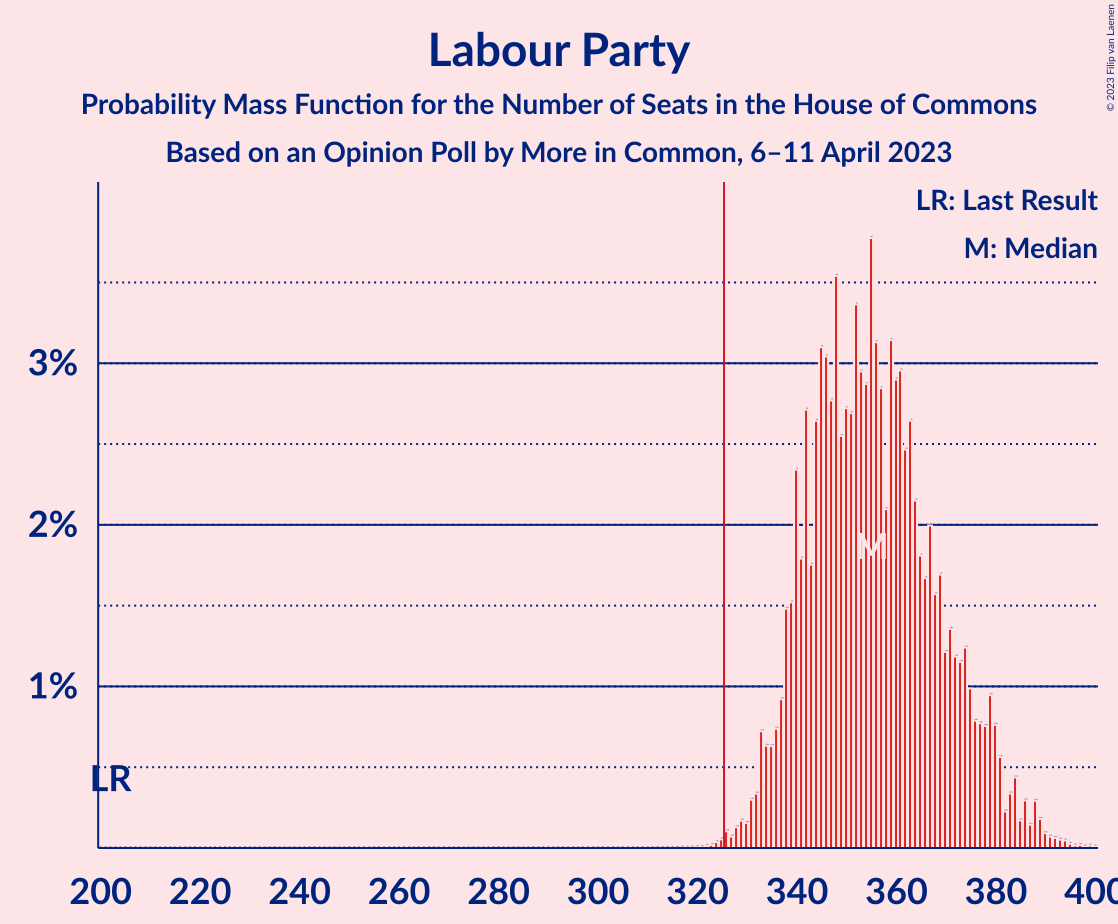 Labour Party
Probability Mass Function for the Number of Seats in the House of Commons
Based on an Opinion Poll by More in Common, 6–11 April 2023
© 2023 Filip van Laenen
LR: Last Result
M: Median
3%
2%
1%
LR
M
200 220 240 260 280 300 320 340 360 380 400